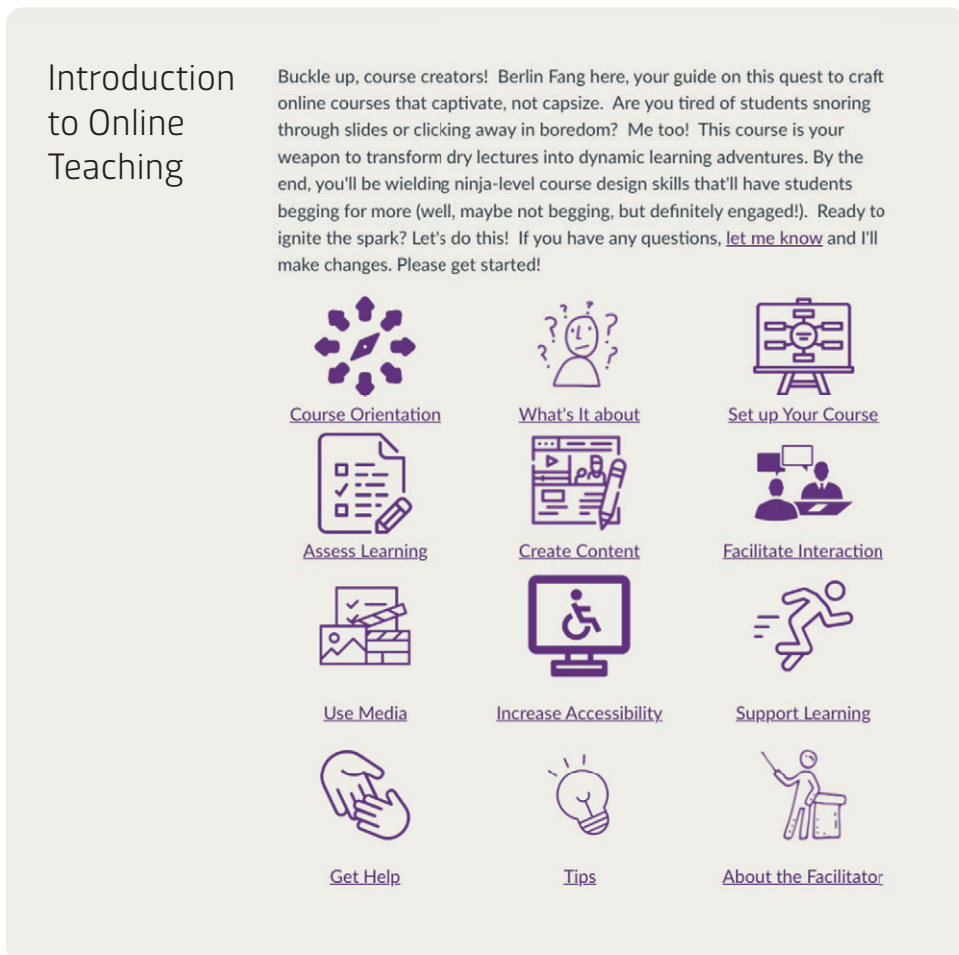 Introduction
to Online
Teaching
Buckle up, course creators! Berlin Fang here, your guide on this quest to craft
online courses that captivate, not capsize. Are you tired of students snoring
through slides or clicking away in boredom? Me too! This course is your
weapon to transform dry lectures into dynamic learning adventures. By the
end, you'll be wielding ninja-level course design skills that'll have students
begging for more (well, maybe not begging, but definitely engaged!). Ready to
ignite the spark? Let's do this! If you have any questions, let me know and I'll
make changes. Please get started!
Course Orientation
What's It about
Set up Your Course
Assess Learning
Create Content
Facilitate Interaction
Use Media
Increase Accessibility
Support Learning
Get Help
Tips
About the Facilitator